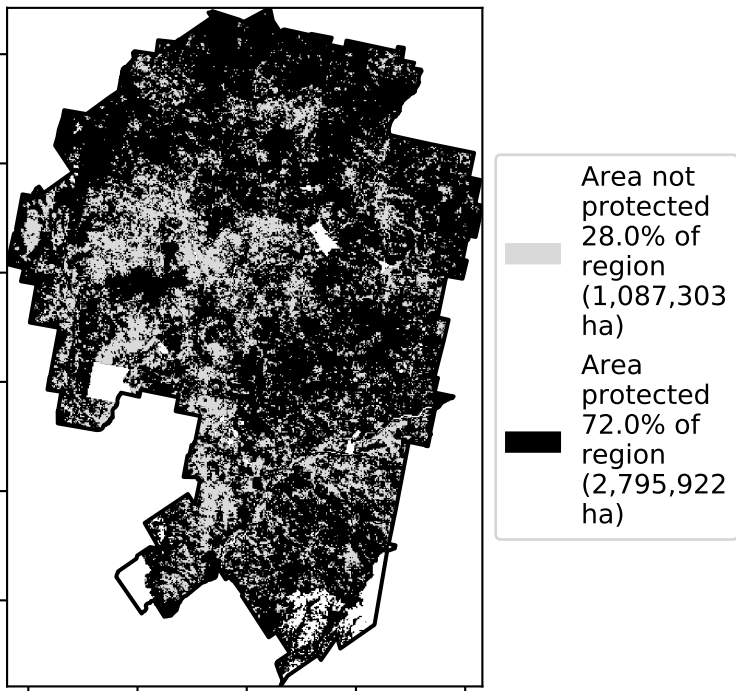 Area not
protected
28.0% of
region
(1,087,303
ha)
Area
protected
72.0% of
region
(2,795,922
ha)